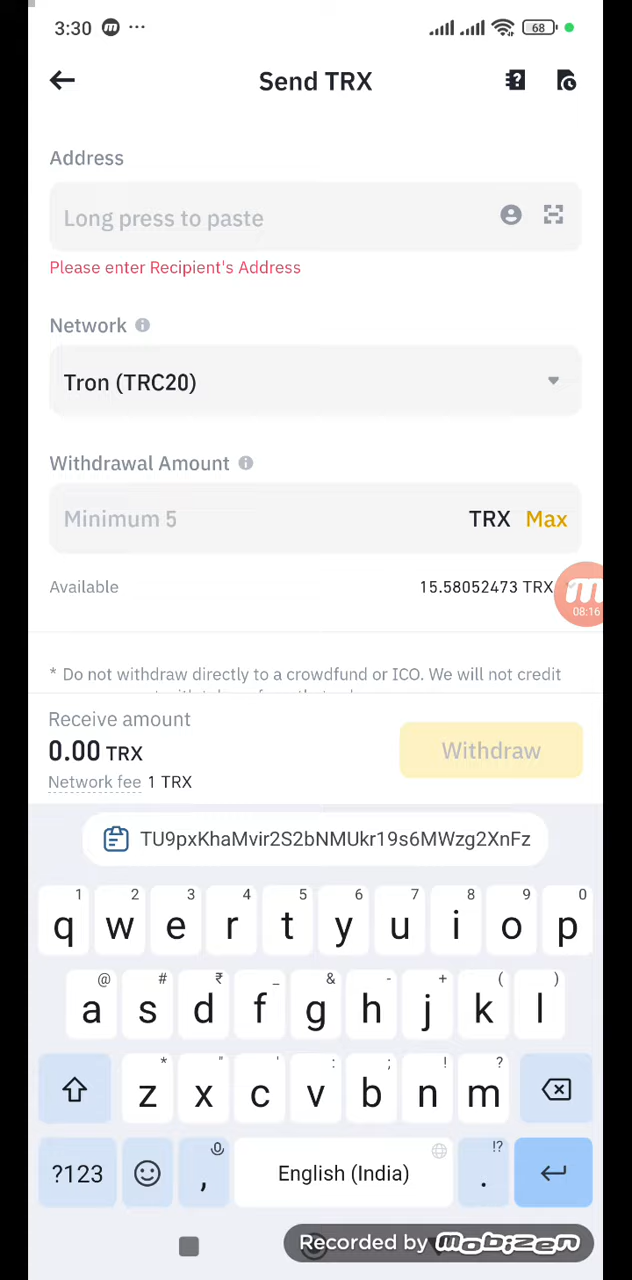 3:30 ··· 68
Send TRX
Address
Long press to paste
Please enter Recipient's Address
Network
Tron (TRC20)
Withdrawal Amount
Minimum 5 TRX Max
Available 15.58052473 TRX
08:16
* Do not withdraw directly to a crowdfund or ICO. We will not credit
Receive amount
0.00 TRX
Withdraw
Network fee 1 TRX
TU9pxKhaMvir2S2bNMUkr19s6MWzg2XnFz
1 2 3 4 5 6 7 8 9 0
q w e r t y u i o p
@ # ₹ _ & - + ( )
a s d f g h j k l
* " ' : ; ! ?
z x c v b n m
!?
?123 , English (India) .
Recorded by mobizen